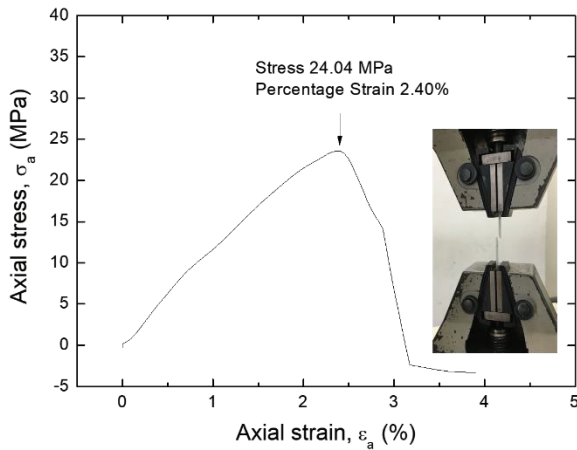 40
35
30
25
20
15
10
5
0
-5
Axial stress, σa (MPa)
Stress 24.04 MPa
Percentage Strain 2.40%
0 1 2 3 4 5
Axial strain, εa (%)